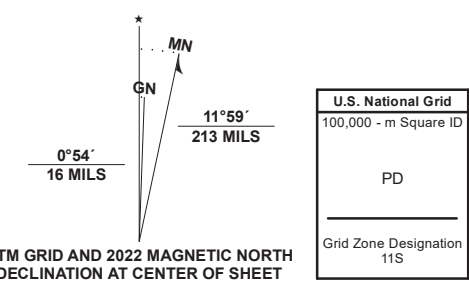 ★
MN
GN
11°59´
213 MILS
0°54´
16 MILS
TM GRID AND 2022 MAGNETIC NORTH
DECLINATION AT CENTER OF SHEET
U.S. National Grid
100,000 - m Square ID
PD
Grid Zone Designation
11S